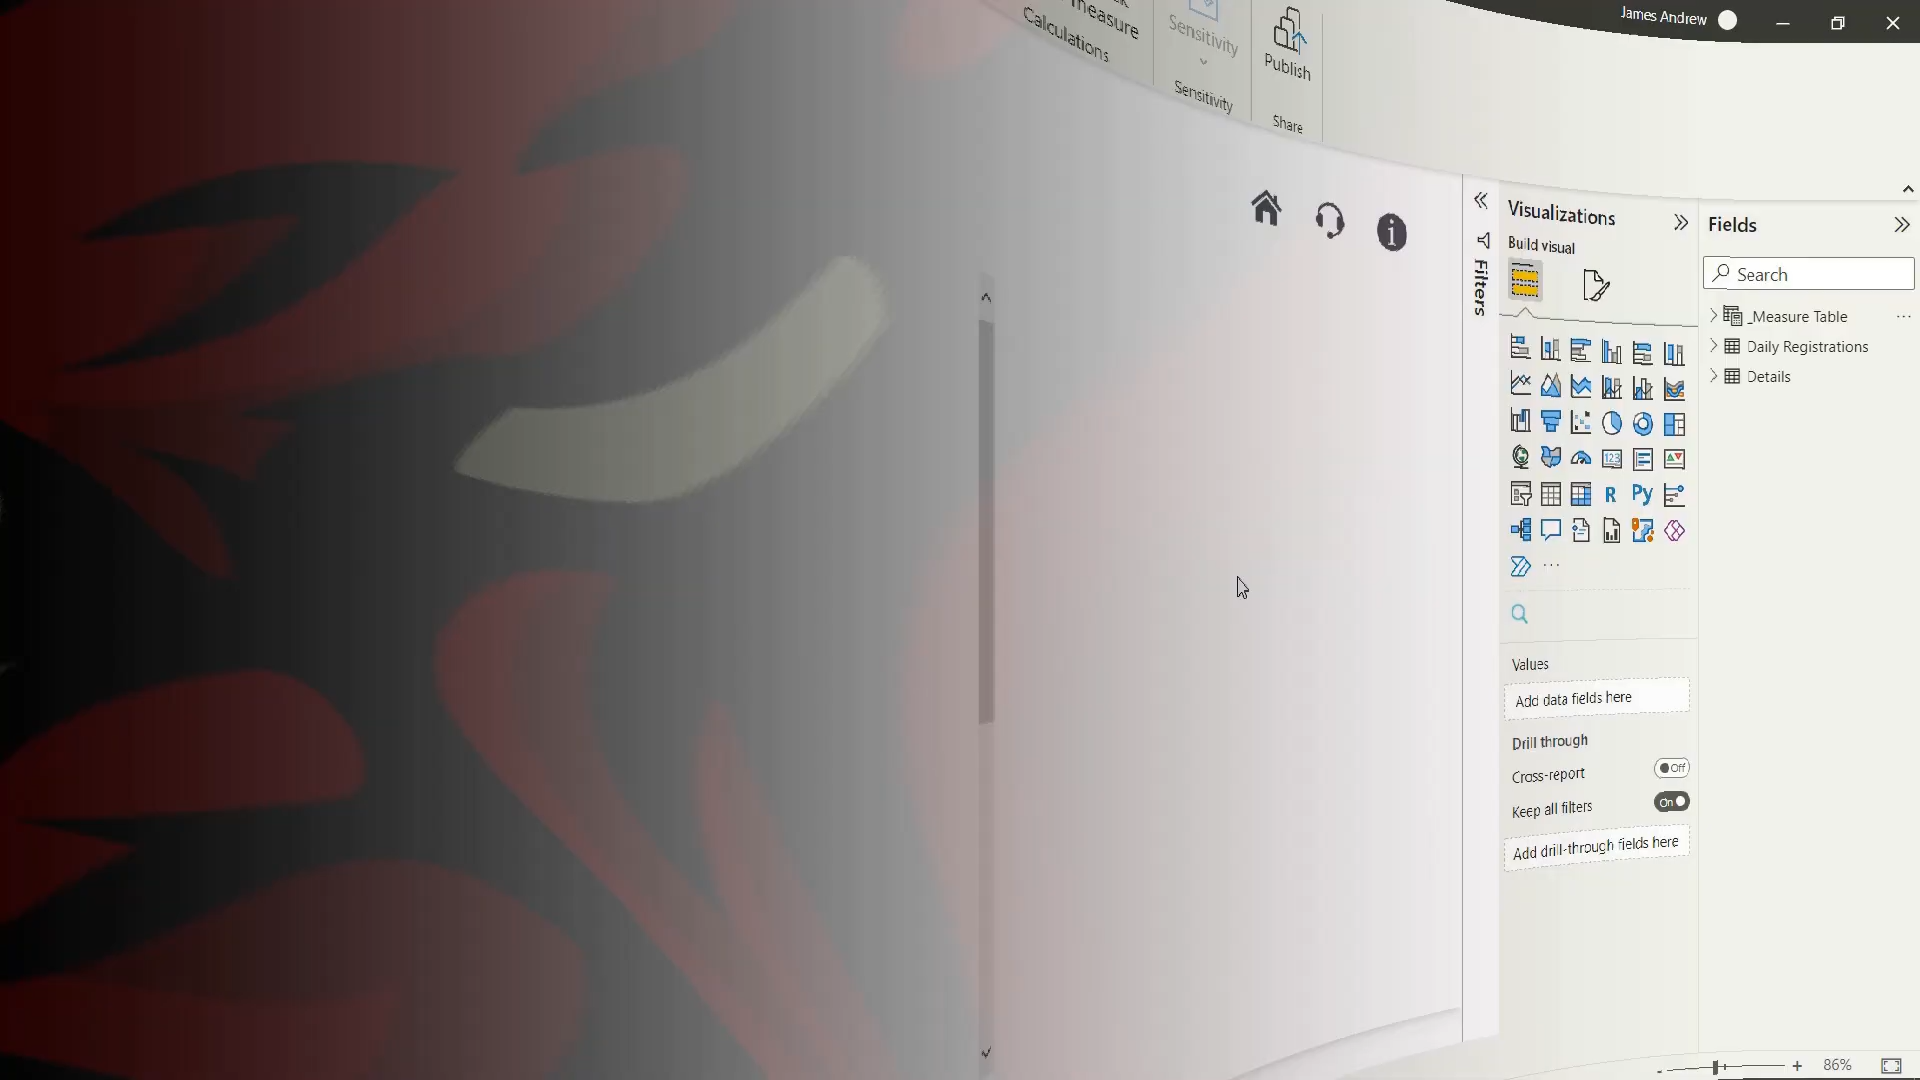 James Andrew
measure
Calculations
Sensitivity
Sensitivity
Publish
Share
Filters
Visualizations
Build visual
Fields
Search
_Measure Table
Daily Registrations
Details
123
R
Py
Values
Add data fields here
Drill through
Cross-report
Off
Keep all filters
On
Add drill-through fields here
86%